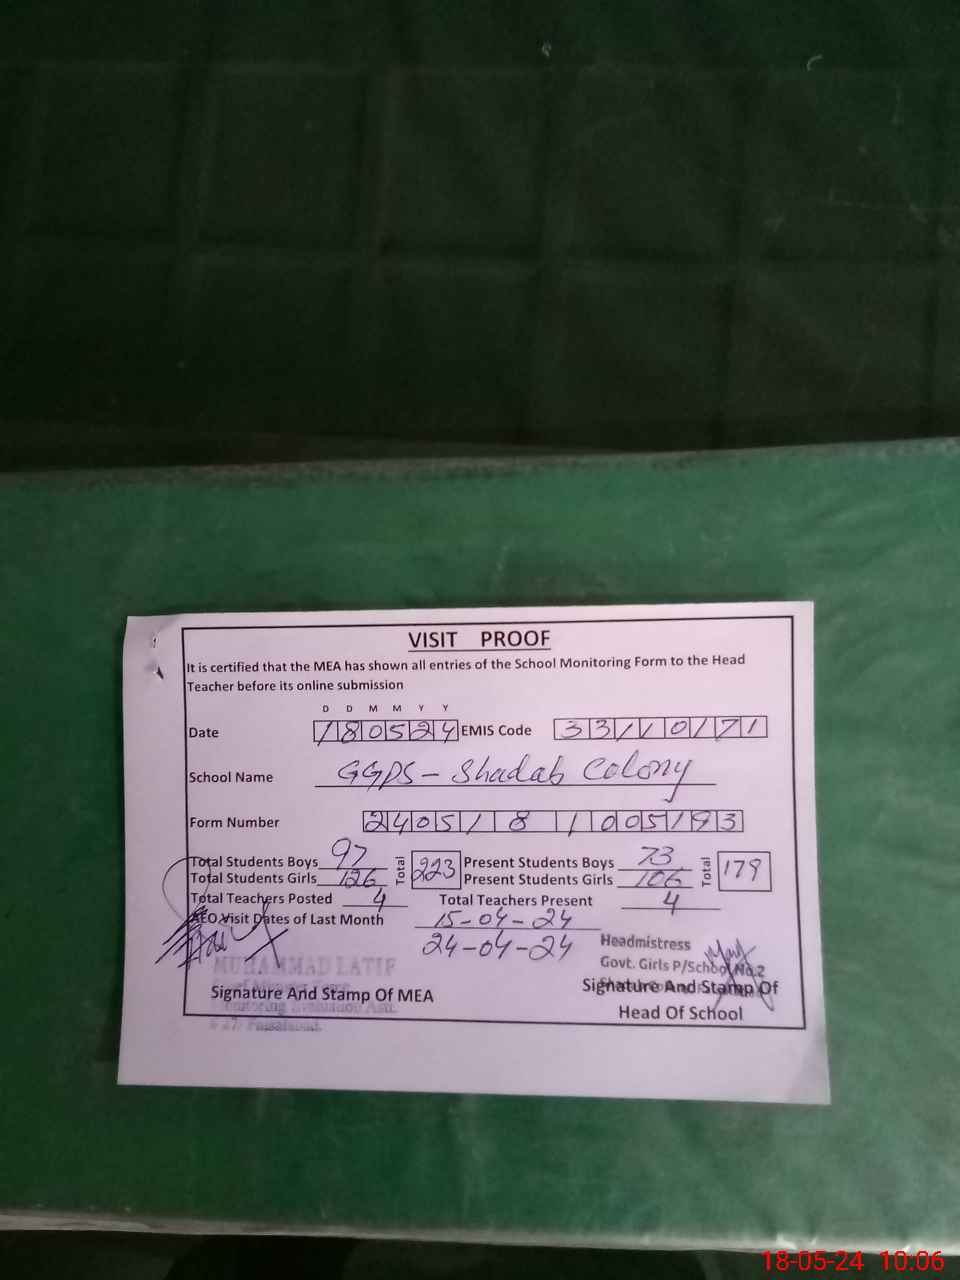 VISIT PROOF
It is certified that the MEA has shown all entries of the School Monitoring Form to the Head
Teacher before its online submission
D D M M Y Y
Date 180524 EMIS Code 33110171
School Name GGPS - Shadab Colony
Form Number 2405181005193
Total Students Boys 97 Total 223 Present Students Boys 73 Total 179
Total Students Girls 126 Present Students Girls 106
Total Teachers Posted 4 Total Teachers Present 4
AEO Visit Dates of Last Month 15-04-24
24-04-24
Headmistress
Govt. Girls P/School No.2
MUHAMMAD LATIF
Signature And Stamp Of MEA
Signature And Stamp Of
Head Of School
Monitoring Evaluation Asstt.
Faisalabad.
18-05-24 10:06